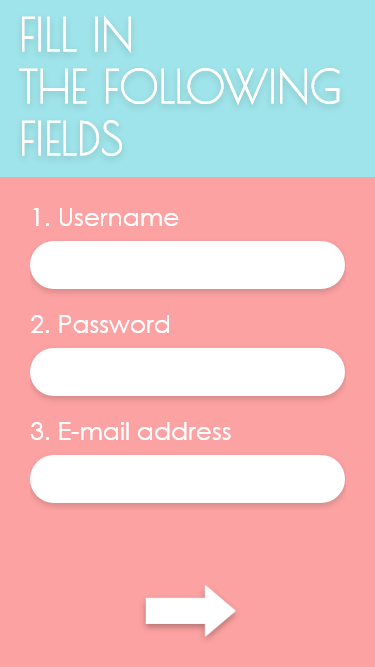 FILL IN
THE FOLLOWING
FIELDS
1. Username
2. Password
3. E-mail address